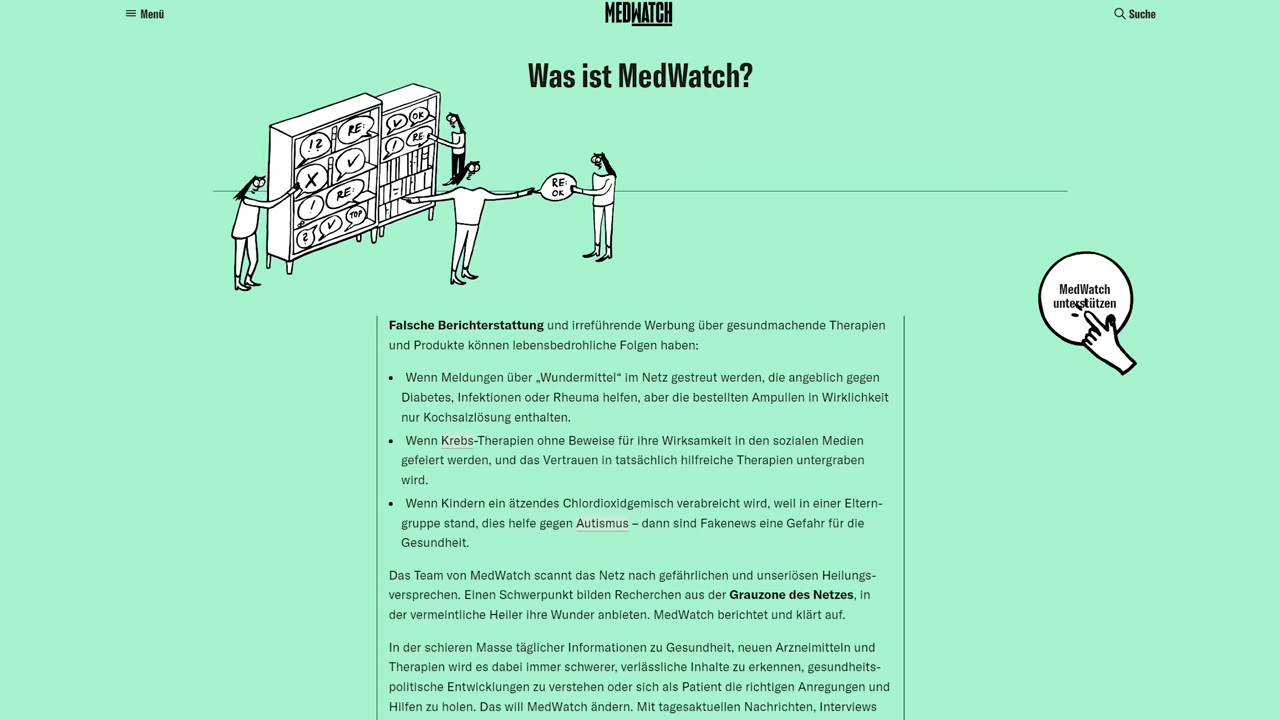 Menü
MEDWATCH
Suche
Was ist MedWatch?
!?
RE:
✓
OK
X
✓
!
RE
!
RE:
?
✓
TOP
RE:
OK
MedWatch
unterstützen
Falsche Berichterstattung und irreführende Werbung über gesundmachende Therapien
und Produkte können lebensbedrohliche Folgen haben:
• Wenn Meldungen über „Wundermittel“ im Netz gestreut werden, die angeblich gegen
Diabetes, Infektionen oder Rheuma helfen, aber die bestellten Ampullen in Wirklichkeit
nur Kochsalzlösung enthalten.
• Wenn Krebs-Therapien ohne Beweise für ihre Wirksamkeit in den sozialen Medien
gefeiert werden, und das Vertrauen in tatsächlich hilfreiche Therapien untergraben
wird.
• Wenn Kindern ein ätzendes Chlordioxidgemisch verabreicht wird, weil in einer Eltern-
gruppe stand, dies helfe gegen Autismus – dann sind Fakenews eine Gefahr für die
Gesundheit.
Das Team von MedWatch scannt das Netz nach gefährlichen und unseriösen Heilungs-
versprechen. Einen Schwerpunkt bilden Recherchen aus der Grauzone des Netzes, in
der vermeintliche Heiler ihre Wunder anbieten. MedWatch berichtet und klärt auf.
In der schieren Masse täglicher Informationen zu Gesundheit, neuen Arzneimitteln und
Therapien wird es dabei immer schwerer, verlässliche Inhalte zu erkennen, gesundheits-
politische Entwicklungen zu verstehen oder sich als Patient die richtigen Anregungen und
Hilfen zu holen. Das will MedWatch ändern. Mit tagesaktuellen Nachrichten, Interviews